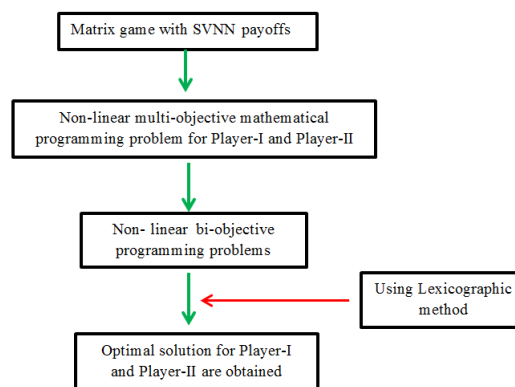 Matrix game with SVNN payoffs
Non-linear multi-objective mathematical
programming problem for Player-I and Player-II
Non- linear bi-objective
programming problems
Using Lexicographic
method
Optimal solution for Player-I
and Player-II are obtained